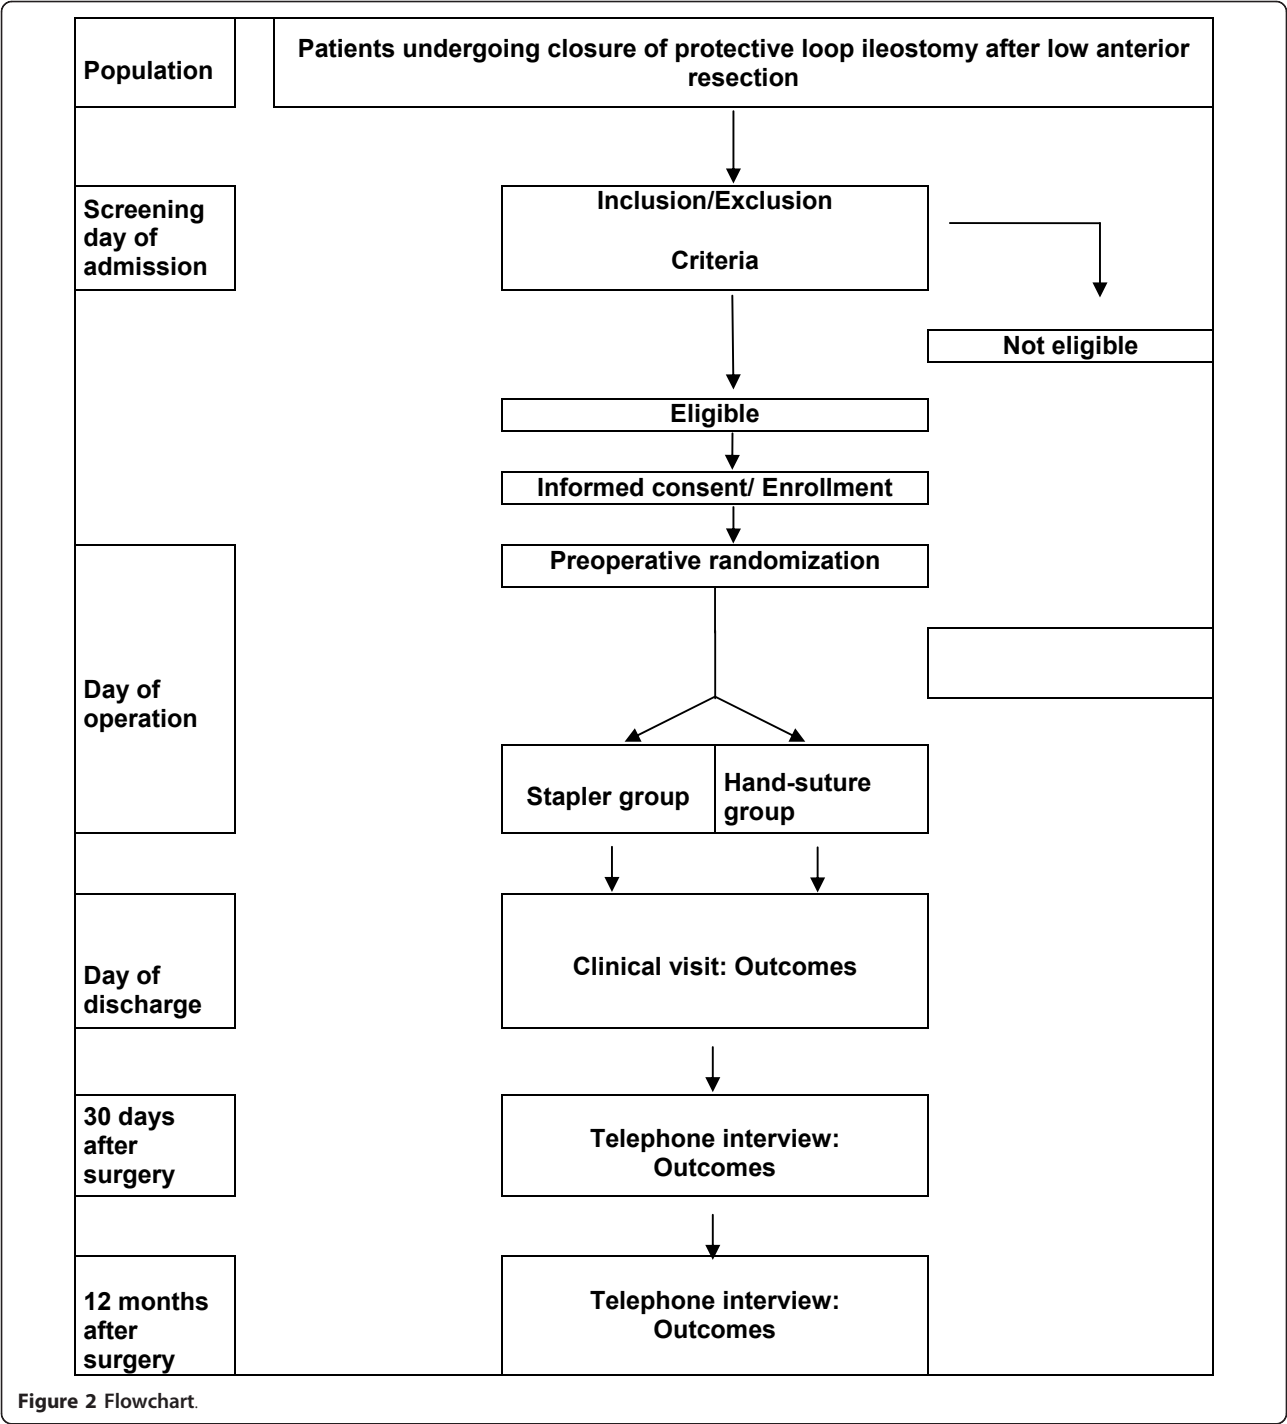 Population
Patients undergoing closure of protective loop ileostomy after low anterior
resection
Screening
day of
admission
Inclusion/Exclusion
Criteria
Not eligible
Eligible
Informed consent/ Enrollment
Preoperative randomization
Day of
operation
Stapler group
Hand-suture
group
Day of
discharge
Clinical visit: Outcomes
30 days
after
surgery
Telephone interview:
Outcomes
12 months
after
surgery
Telephone interview:
Outcomes
Figure 2 Flowchart.